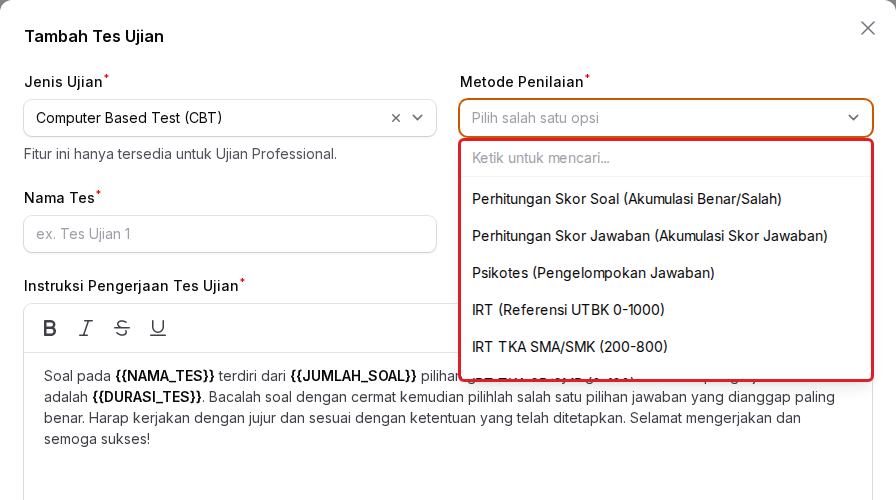 Tambah Tes Ujian
Jenis Ujian*
Metode Penilaian*
Computer Based Test (CBT)
Pilih salah satu opsi
Fitur ini hanya tersedia untuk Ujian Professional.
Ketik untuk mencari...
Perhitungan Skor Soal (Akumulasi Benar/Salah)
Nama Tes*
ex. Tes Ujian 1
Perhitungan Skor Jawaban (Akumulasi Skor Jawaban)
Psikotes (Pengelompokan Jawaban)
Instruksi Pengerjaan Tes Ujian*
IRT (Referensi UTBK 0-1000)
B I S U
IRT TKA SMA/SMK (200-800)
Soal pada {{NAMA_TES}} terdiri dari {{JUMLAH_SOAL}} pilihan
adalah {{DURASI_TES}}. Bacalah soal dengan cermat kemudian pilihlah salah satu pilihan jawaban yang dianggap paling
benar. Harap kerjakan dengan jujur dan sesuai dengan ketentuan yang telah ditetapkan. Selamat mengerjakan dan
semoga sukses!